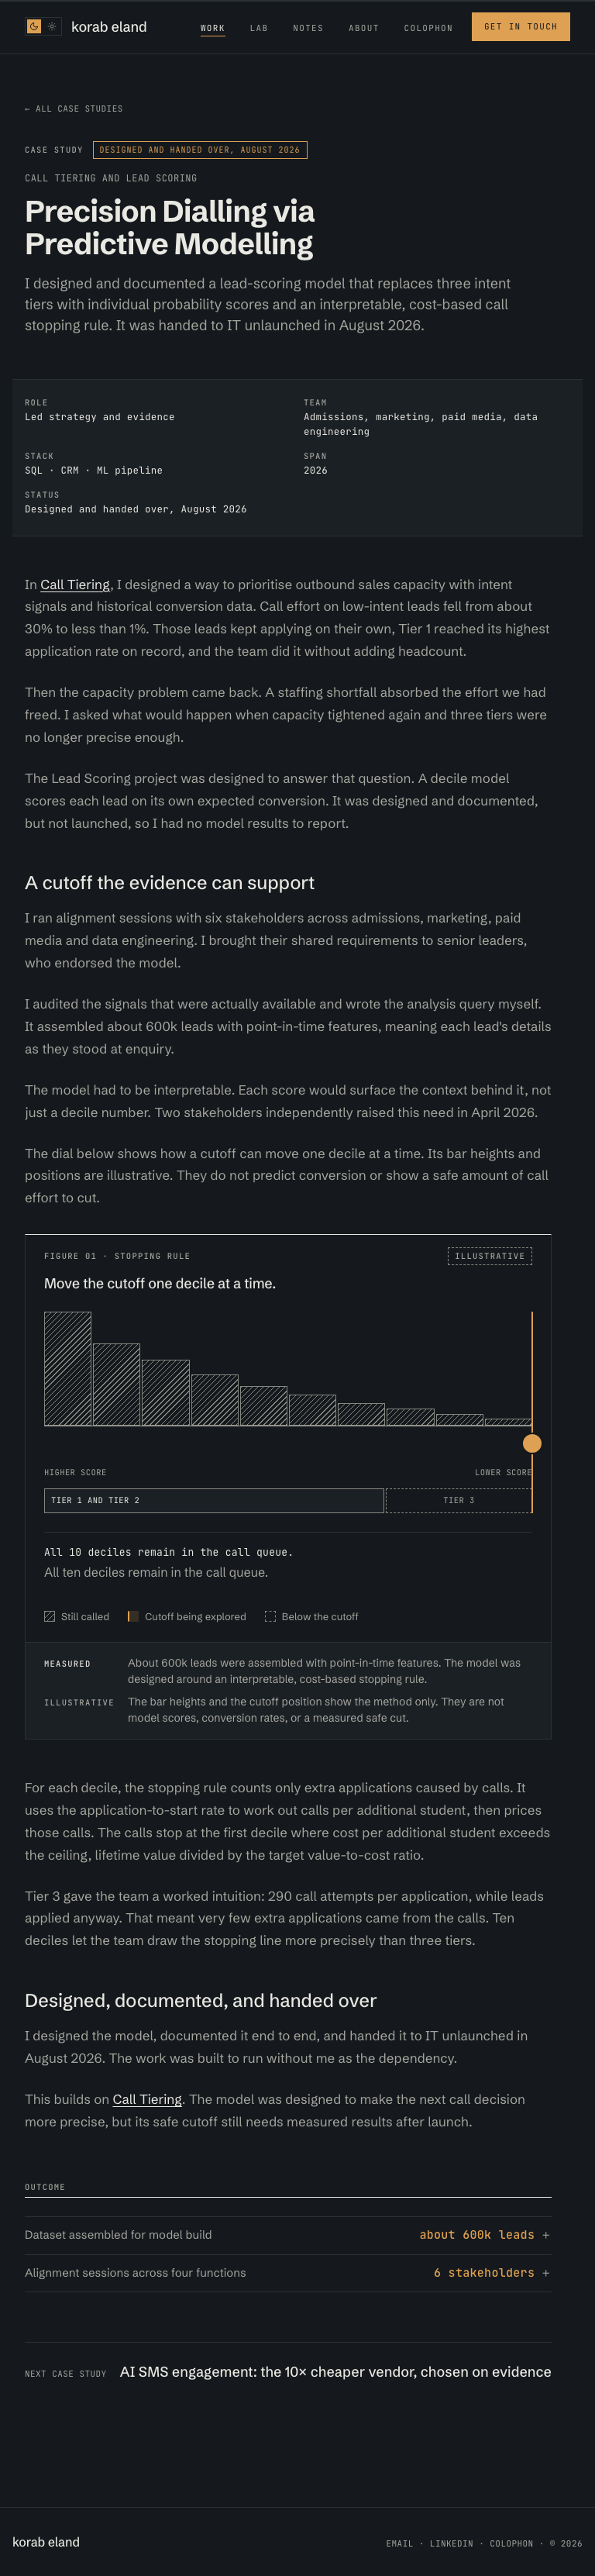 korab eland
WORK
LAB
NOTES
ABOUT
COLOPHON
GET IN TOUCH
← ALL CASE STUDIES
CASE STUDY
DESIGNED AND HANDED OVER, AUGUST 2026
CALL TIERING AND LEAD SCORING
Precision Dialling via
Predictive Modelling
I designed and documented a lead-scoring model that replaces three intent
tiers with individual probability scores and an interpretable, cost-based call
stopping rule. It was handed to IT unlaunched in August 2026.
ROLE
Led strategy and evidence
TEAM
Admissions, marketing, paid media, data
engineering
STACK
SQL · CRM · ML pipeline
SPAN
2026
STATUS
Designed and handed over, August 2026
In Call Tiering, I designed a way to prioritise outbound sales capacity with intent
signals and historical conversion data. Call effort on low-intent leads fell from about
30% to less than 1%. Those leads kept applying on their own, Tier 1 reached its highest
application rate on record, and the team did it without adding headcount.
Then the capacity problem came back. A staffing shortfall absorbed the effort we had
freed. I asked what would happen when capacity tightened again and three tiers were
no longer precise enough.
The Lead Scoring project was designed to answer that question. A decile model
scores each lead on its own expected conversion. It was designed and documented,
but not launched, so I had no model results to report.
A cutoff the evidence can support
I ran alignment sessions with six stakeholders across admissions, marketing, paid
media and data engineering. I brought their shared requirements to senior leaders,
who endorsed the model.
I audited the signals that were actually available and wrote the analysis query myself.
It assembled about 600k leads with point-in-time features, meaning each lead's details
as they stood at enquiry.
The model had to be interpretable. Each score would surface the context behind it, not
just a decile number. Two stakeholders independently raised this need in April 2026.
The dial below shows how a cutoff can move one decile at a time. Its bar heights and
positions are illustrative. They do not predict conversion or show a safe amount of call
effort to cut.
FIGURE 01 · STOPPING RULE
ILLUSTRATIVE
Move the cutoff one decile at a time.
HIGHER SCORE
LOWER SCORE
TIER 1 AND TIER 2
TIER 3
All 10 deciles remain in the call queue.
All ten deciles remain in the call queue.
Still called
Cutoff being explored
Below the cutoff
MEASURED
About 600k leads were assembled with point-in-time features. The model was
designed around an interpretable, cost-based stopping rule.
ILLUSTRATIVE
The bar heights and the cutoff position show the method only. They are not
model scores, conversion rates, or a measured safe cut.
For each decile, the stopping rule counts only extra applications caused by calls. It
uses the application-to-start rate to work out calls per additional student, then prices
those calls. The calls stop at the first decile where cost per additional student exceeds
the ceiling, lifetime value divided by the target value-to-cost ratio.
Tier 3 gave the team a worked intuition: 290 call attempts per application, while leads
applied anyway. That meant very few extra applications came from the calls. Ten
deciles let the team draw the stopping line more precisely than three tiers.
Designed, documented, and handed over
I designed the model, documented it end to end, and handed it to IT unlaunched in
August 2026. The work was built to run without me as the dependency.
This builds on Call Tiering. The model was designed to make the next call decision
more precise, but its safe cutoff still needs measured results after launch.
OUTCOME
Dataset assembled for model build
about 600k leads +
Alignment sessions across four functions
6 stakeholders +
NEXT CASE STUDY
AI SMS engagement: the 10× cheaper vendor, chosen on evidence
korab eland
EMAIL · LINKEDIN · COLOPHON · © 2026